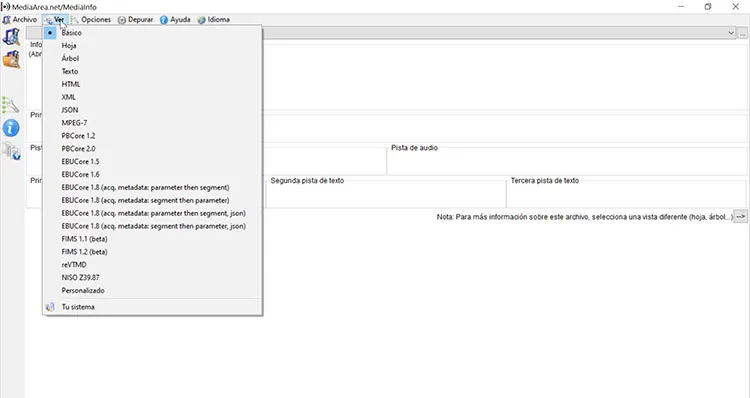 MediaArea.net/MediaInfo
Archivo Ver Opciones Depurar Ayuda Idioma
Básico
Hoja
Árbol
Texto
HTML
XML
JSON
MPEG-7
PBCore 1.2
PBCore 2.0
EBUCore 1.5
EBUCore 1.6
EBUCore 1.8 (acq. metadata: parameter then segment)
EBUCore 1.8 (acq. metadata: segment then parameter)
EBUCore 1.8 (acq. metadata: parameter then segment, json)
EBUCore 1.8 (acq. metadata: segment then parameter, json)
FIMS 1.1 (beta)
FIMS 1.2 (beta)
reVTMD
NISO Z39.87
Personalizado
Tu sistema
...
Info
(Abr
Prin
Pist
Pista de audio
Prim
Segunda pista de texto
Tercera pista de texto
Nota: Para más información sobre este archivo, selecciona una vista diferente (hoja, árbol...)
-->